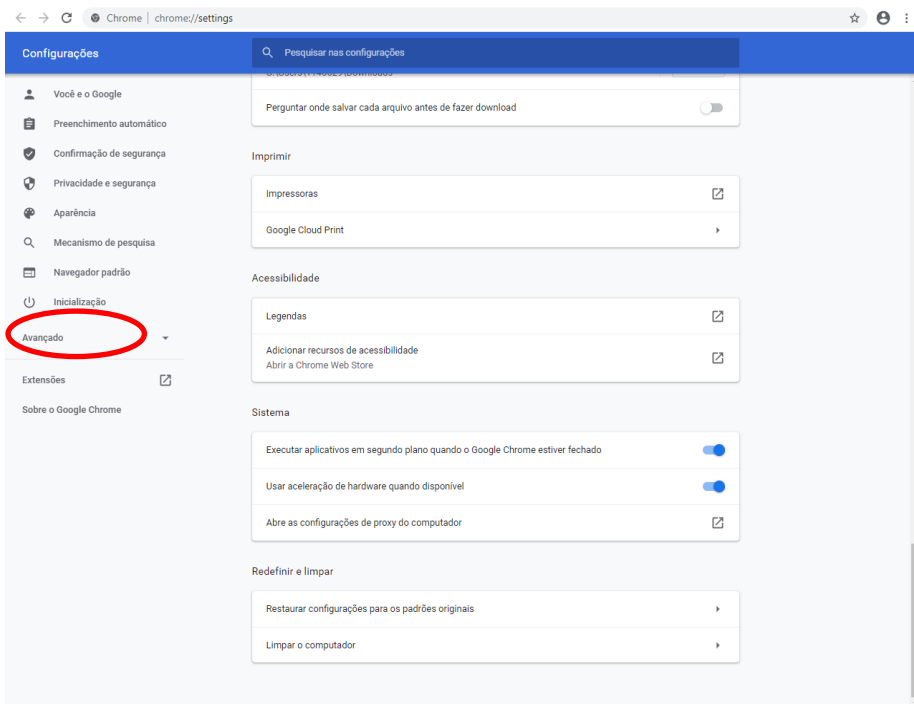 Chrome | chrome://settings
Configurações
Pesquisar nas configurações
Você e o Google
Preenchimento automático
Confirmação de segurança
Privacidade e segurança
Aparência
Mecanismo de pesquisa
Navegador padrão
Inicialização
Avançado
Extensões
Sobre o Google Chrome
Perguntar onde salvar cada arquivo antes de fazer download
Imprimir
Impressoras
Google Cloud Print
Acessibilidade
Legendas
Adicionar recursos de acessibilidade
Abrir a Chrome Web Store
Sistema
Executar aplicativos em segundo plano quando o Google Chrome estiver fechado
Usar aceleração de hardware quando disponível
Abre as configurações de proxy do computador
Redefinir e limpar
Restaurar configurações para os padrões originais
Limpar o computador